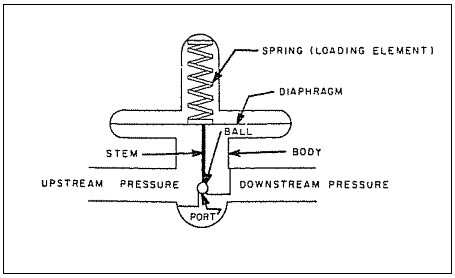 SPRING (LOADING ELEMENT)
DIAPHRAGM
BALL
STEM
BODY
UPSTREAM PRESSURE
DOWNSTREAM PRESSURE
PORT